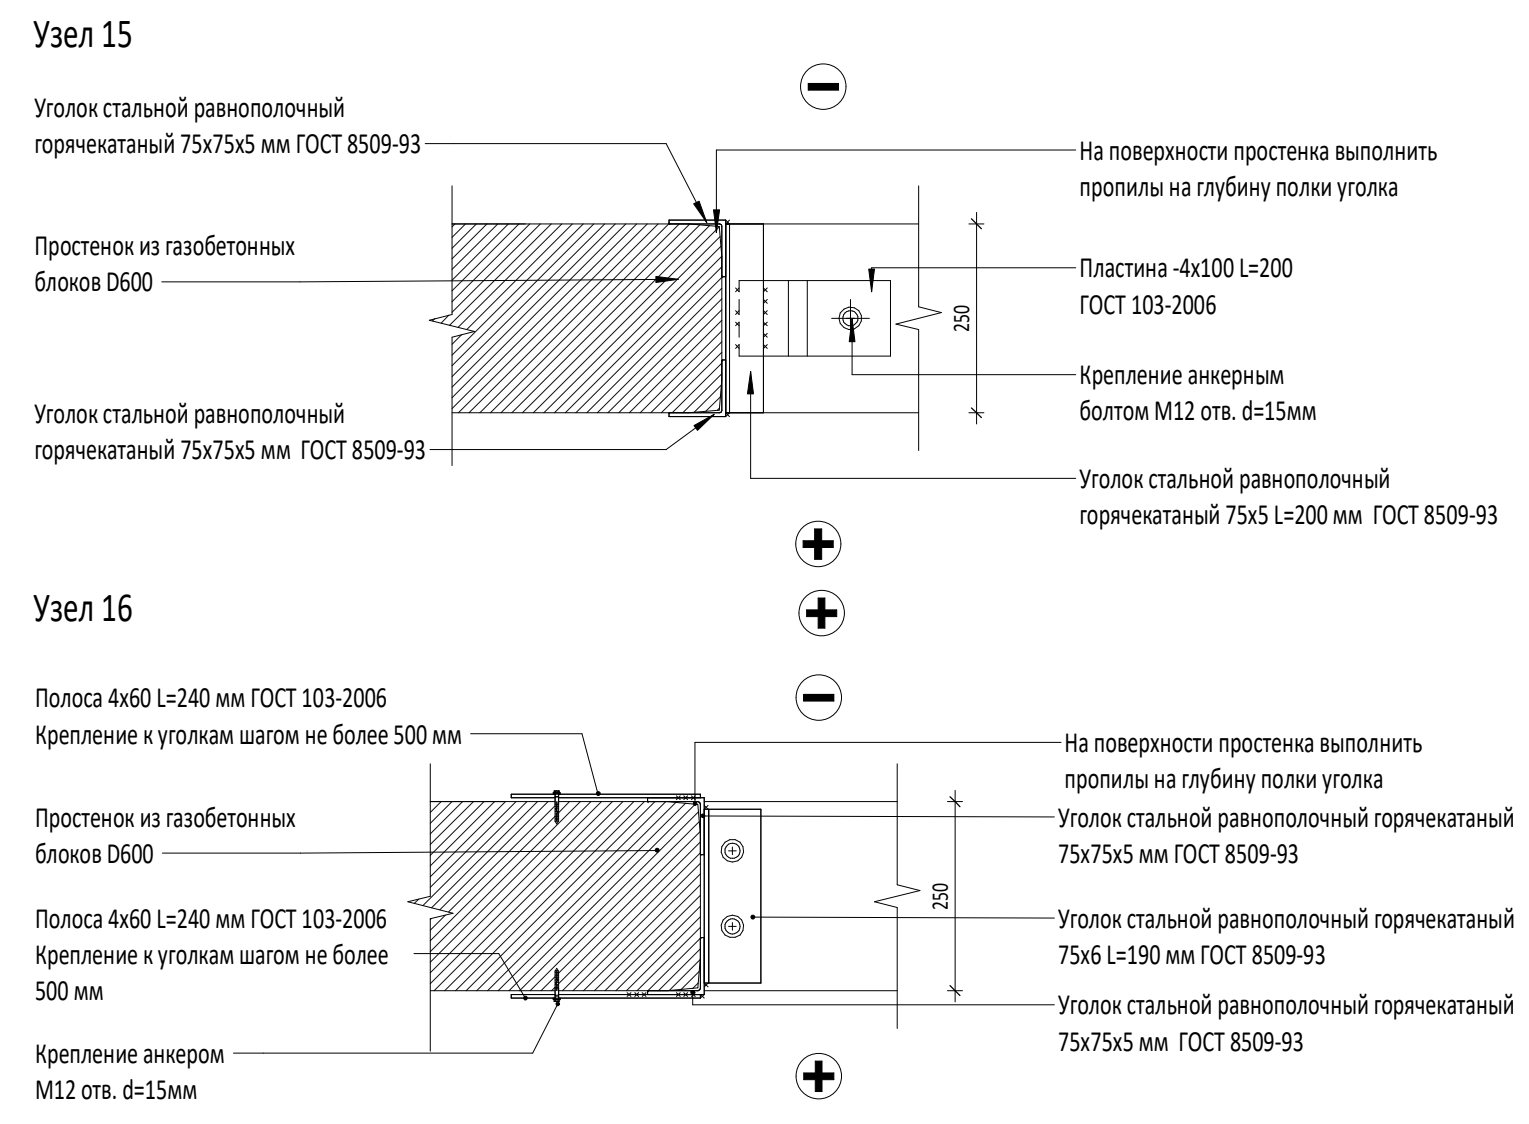 Узел 15
Уголок стальной равнополочный
горячекатаный 75х75х5 мм ГОСТ 8509-93
На поверхности простенка выполнить
пропилы на глубину полки уголка
Простенок из газобетонных
блоков D600
Пластина -4х100 L=200
ГОСТ 103-2006
250
Крепление анкерным
болтом М12 отв. d=15мм
Уголок стальной равнополочный
горячекатаный 75х75х5 мм  ГОСТ 8509-93
Уголок стальной равнополочный
горячекатаный 75х5 L=200 мм  ГОСТ 8509-93
Узел 16
Полоса 4х60 L=240 мм ГОСТ 103-2006
Крепление к уголкам шагом не более 500 мм
На поверхности простенка выполнить
пропилы на глубину полки уголка
Простенок из газобетонных
блоков D600
Уголок стальной равнополочный горячекатаный
75х75х5 мм ГОСТ 8509-93
250
Полоса 4х60 L=240 мм ГОСТ 103-2006
Крепление к уголкам шагом не более
500 мм
Уголок стальной равнополочный горячекатаный
75х6 L=190 мм ГОСТ 8509-93
Уголок стальной равнополочный горячекатаный
75х75х5 мм  ГОСТ 8509-93
Крепление анкером
М12 отв. d=15мм